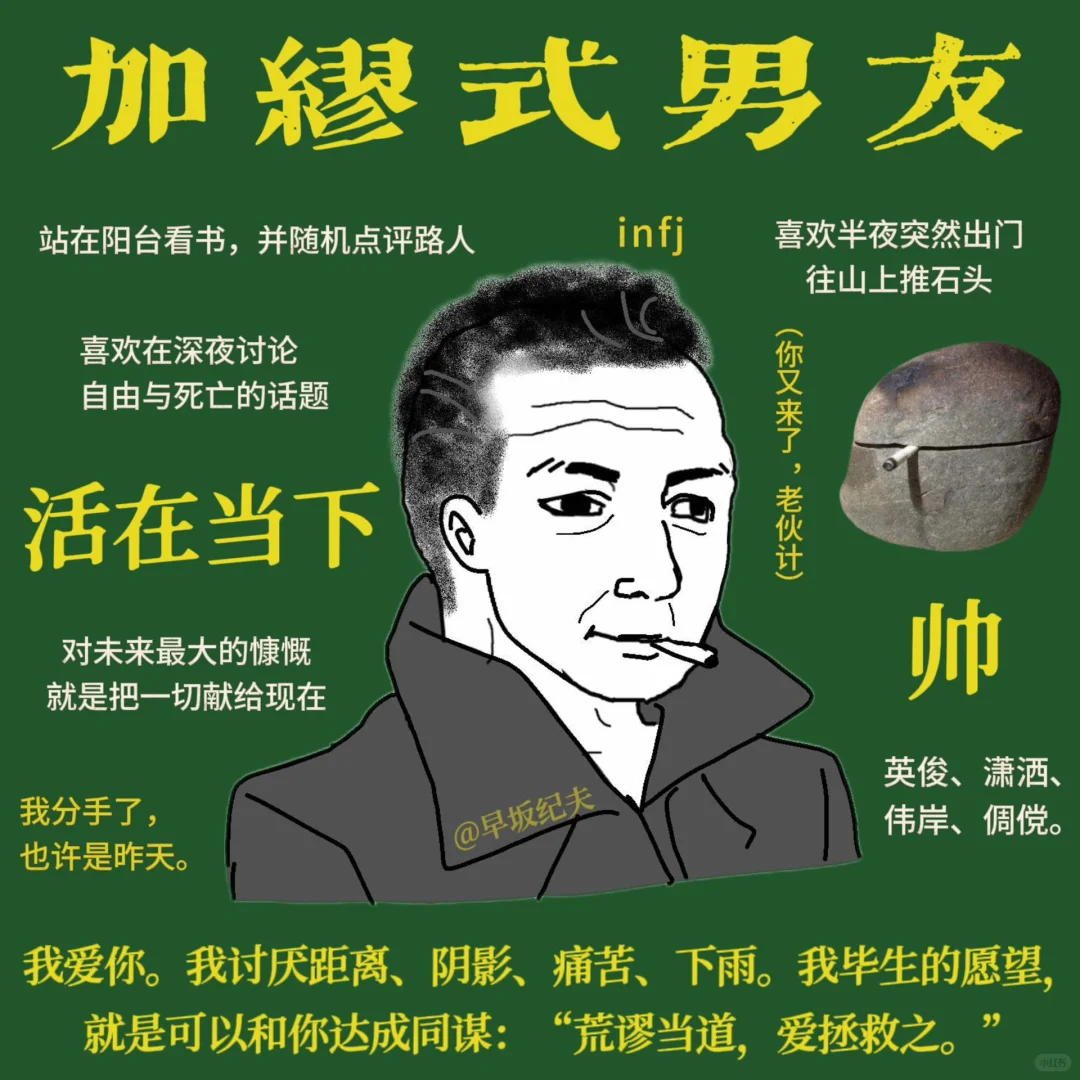 加缪式男友
站在阳台看书，并随机点评路人
infj
喜欢半夜突然出门
往山上推石头
喜欢在深夜讨论
自由与死亡的话题
（你又来了，老伙计）
活在当下
帅
对未来最大的慷慨
就是把一切献给现在
英俊、潇洒、
伟岸、倜傥。
我分手了，
也许是昨天。
@早坂纪夫
我爱你。我讨厌距离、阴影、痛苦、下雨。我毕生的愿望，
就是可以和你达成同谋：“荒谬当道，爱拯救之。”
小红书